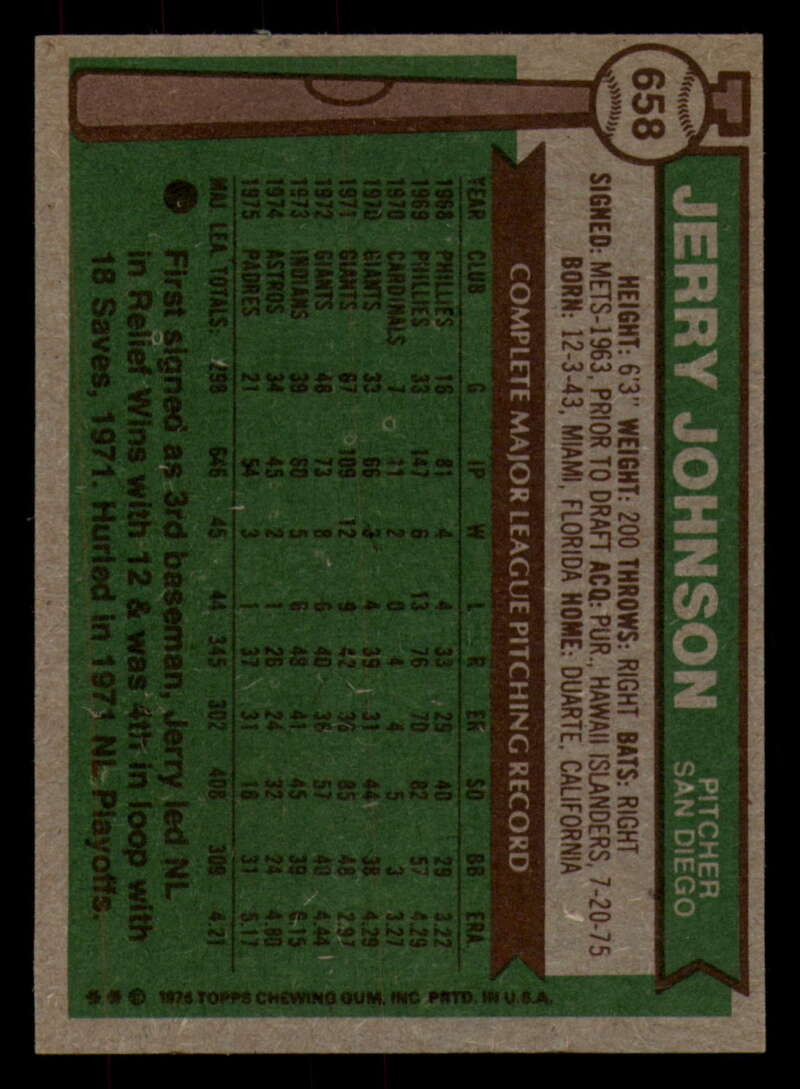 658
JERRY JOHNSON
PITCHER
SAN DIEGO
HEIGHT: 6'3" WEIGHT: 200 THROWS: RIGHT BATS: RIGHT
SIGNED: METS-1963, PRIOR TO DRAFT ACQ: PUR., HAWAII ISLANDERS, 7-20-75
BORN: 12-3-43, MIAMI, FLORIDA HOME: DUARTE, CALIFORNIA
COMPLETE MAJOR LEAGUE PITCHING RECORD
YEAR CLUB G IP W L R ER SO BB ERA
1968 PHILLIES 16 81 4 4 33 29 40 29 3.22
1969 PHILLIES 33 147 6 13 76 70 82 57 4.29
1970 CARDINALS 7 11 2 0 4 4 5 3 3.27
1970 GIANTS 33 66 3 4 39 31 44 38 4.29
1971 GIANTS 67 109 12 9 42 36 85 48 2.97
1972 GIANTS 48 73 8 6 40 36 57 40 4.44
1973 INDIANS 39 60 5 6 48 41 45 39 6.15
1974 ASTROS 34 45 2 1 26 24 32 24 4.80
1975 PADRES 21 54 3 1 37 31 18 31 5.17
MAJ. LEA. TOTALS: 298 646 45 44 345 302 408 309 4.21
First signed as 3rd baseman, Jerry led NL
in Relief Wins with 12 & was 4th in loop with
18 Saves, 1971. Hurled in 1971 NL Playoffs.
* * © 1976 TOPPS CHEWING GUM, INC. PRTD. IN U.S.A.